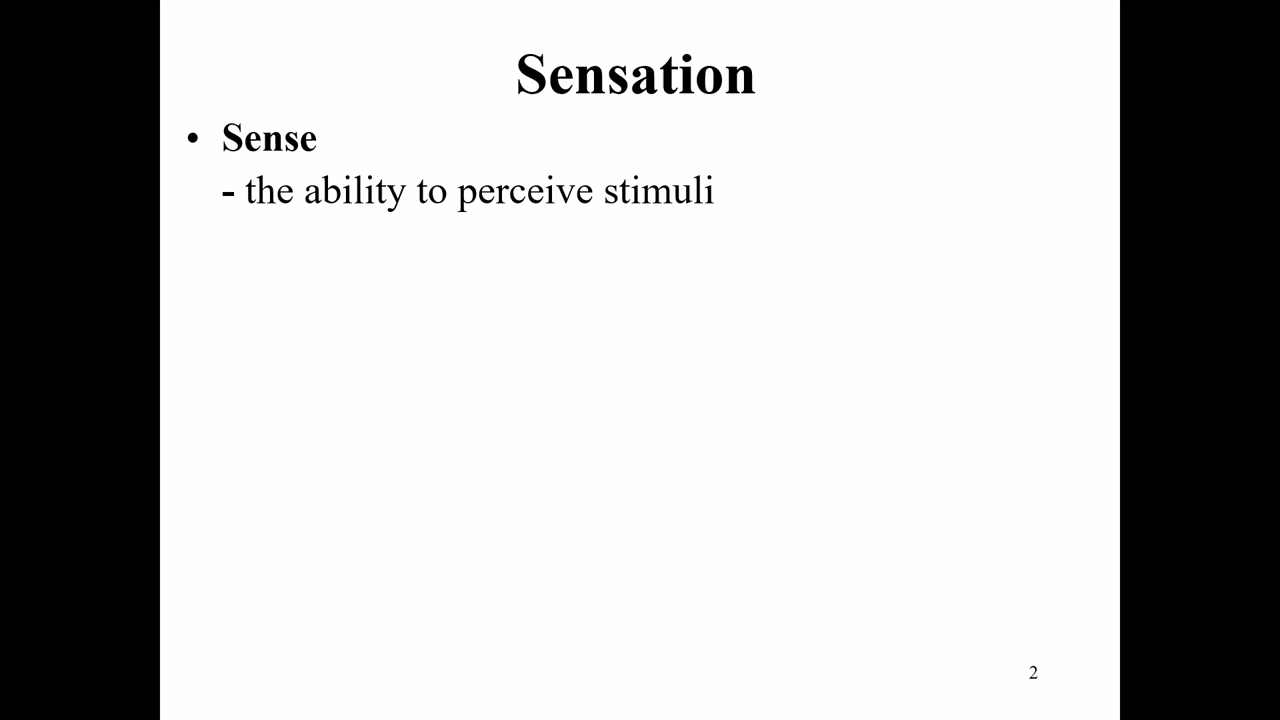 Sensation
• Sense
- the ability to perceive stimuli
2